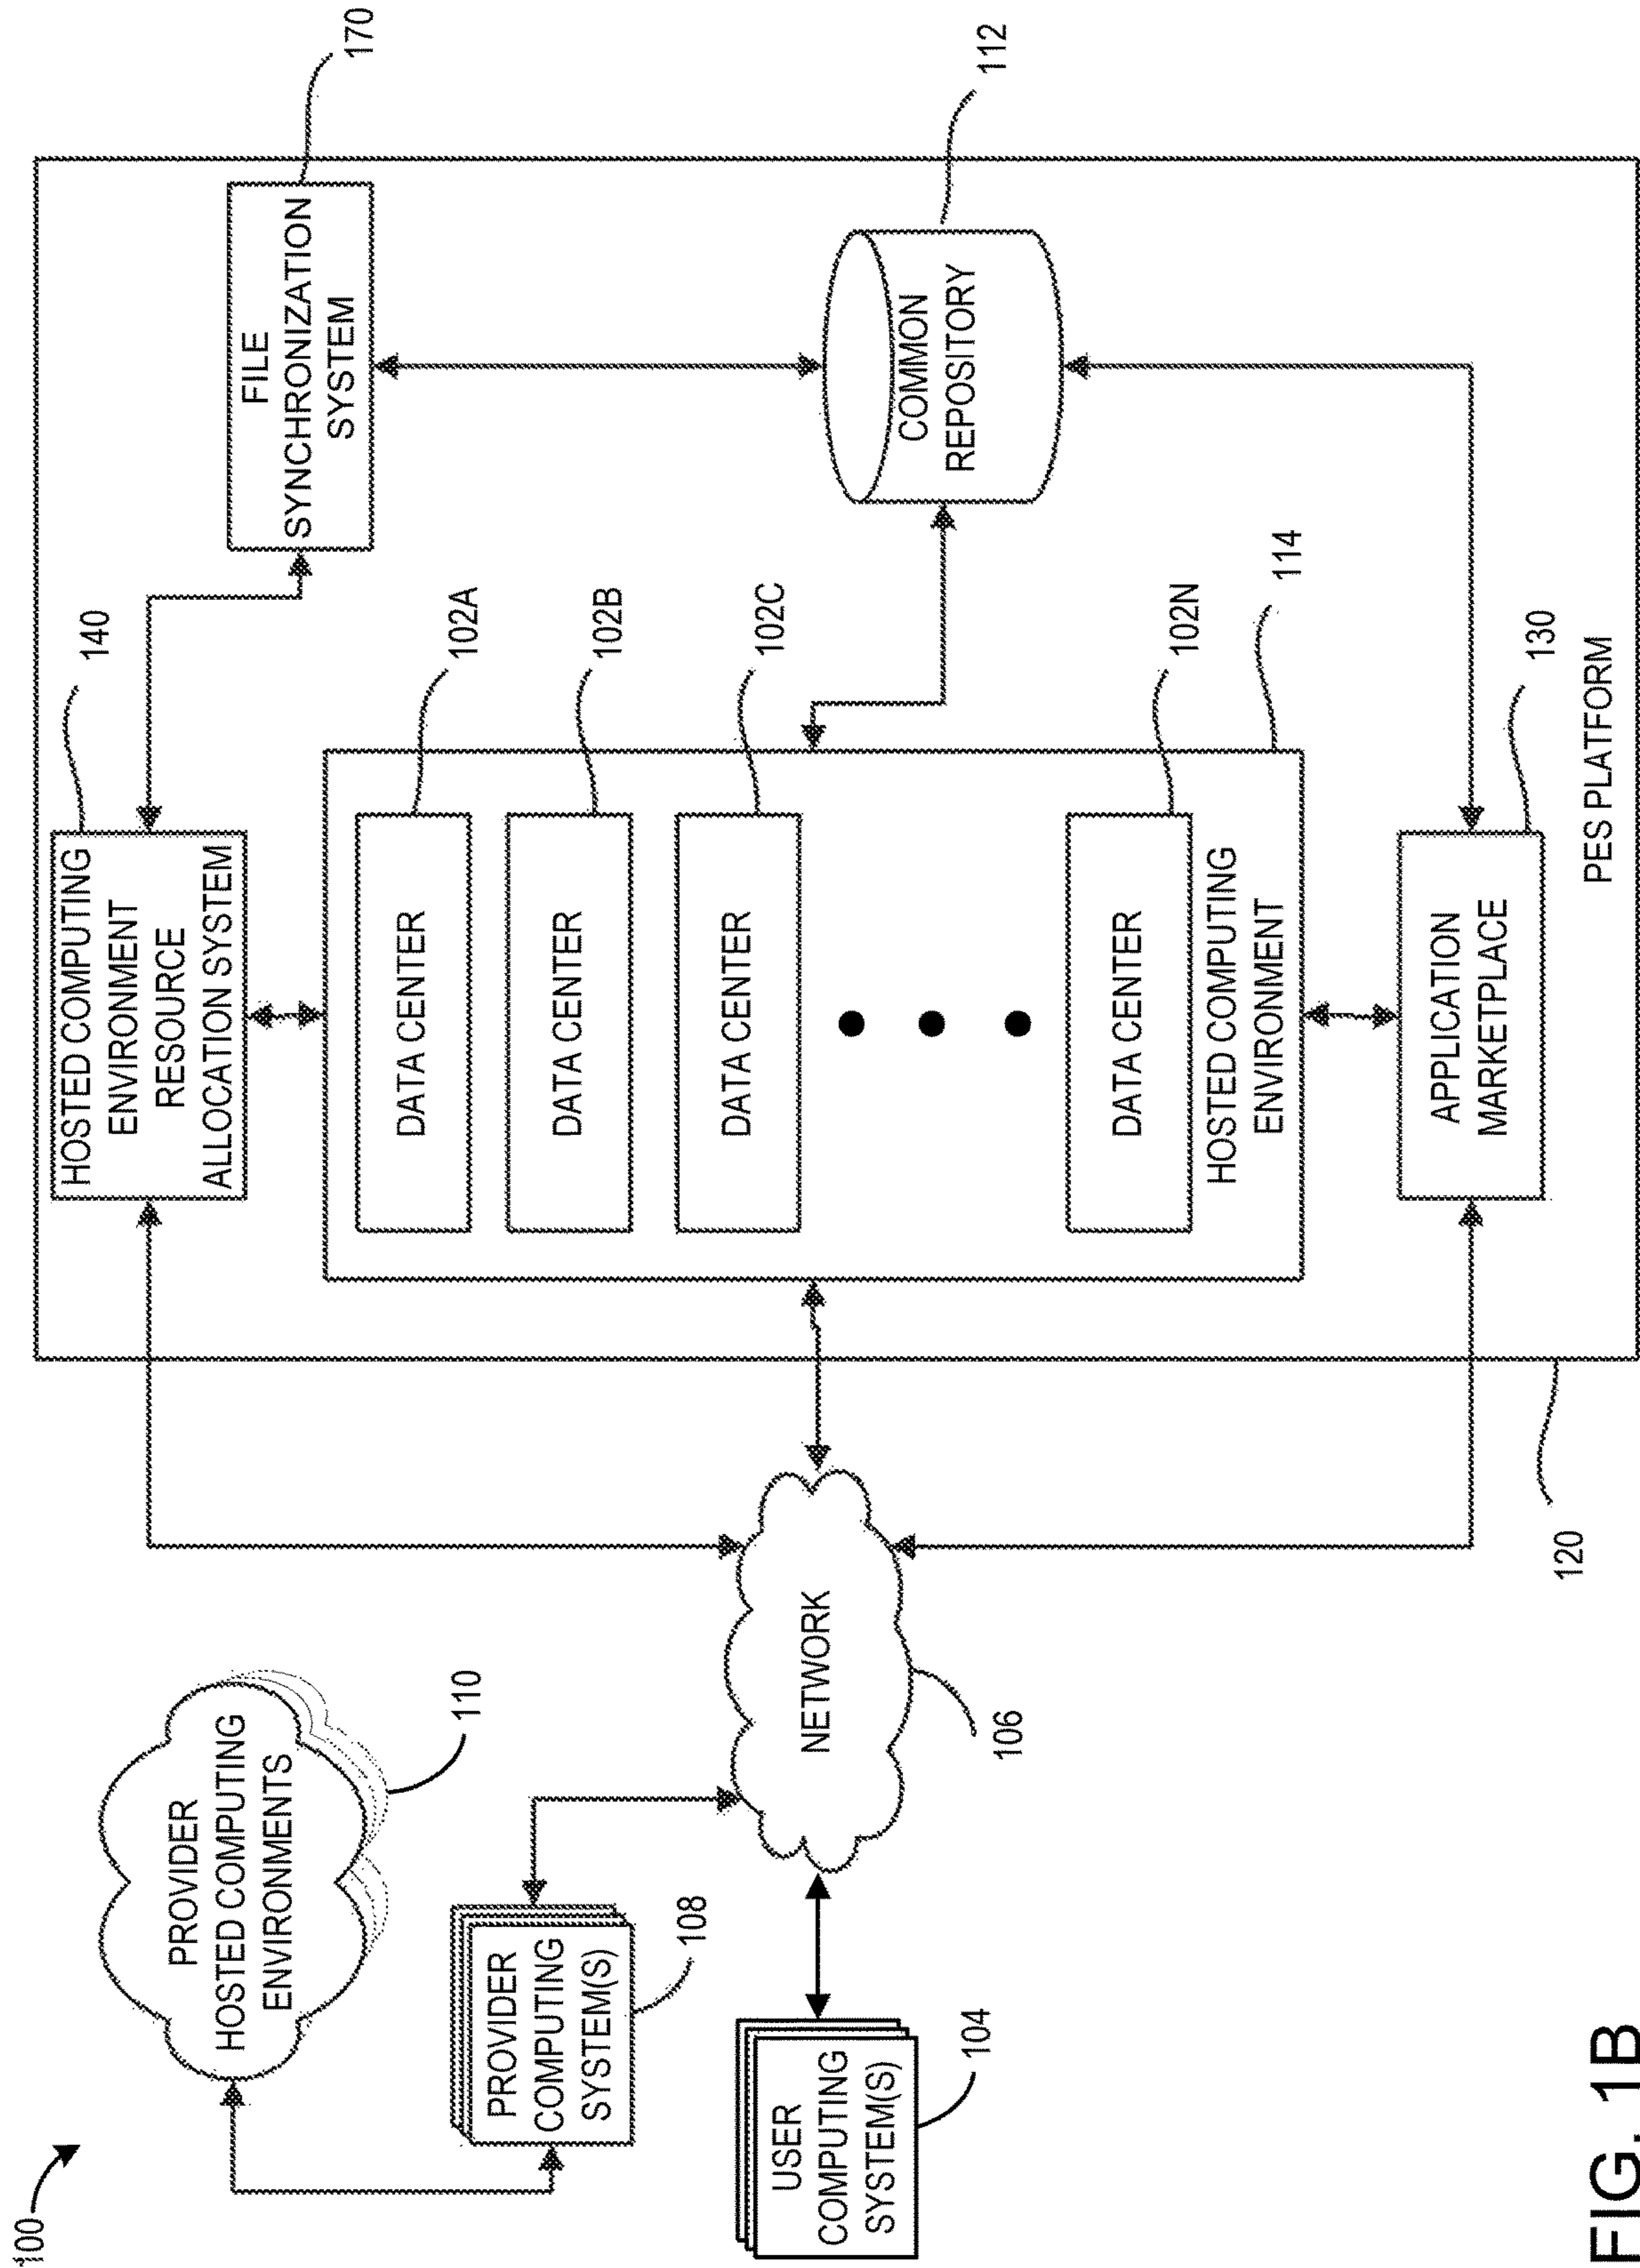 100
PROVIDER
HOSTED COMPUTING
ENVIRONMENTS
110
PROVIDER
COMPUTING
SYSTEM(S)
108
USER
COMPUTING
SYSTEM(S)
104
NETWORK
106
HOSTED COMPUTING
ENVIRONMENT
RESOURCE
ALLOCATION SYSTEM
140
FILE
SYNCHRONIZATION
SYSTEM
170
DATA CENTER
102A
DATA CENTER
102B
DATA CENTER
102C
DATA CENTER
102N
HOSTED COMPUTING
ENVIRONMENT
114
COMMON
REPOSITORY
112
APPLICATION
MARKETPLACE
130
PES PLATFORM
120
FIG. 1B